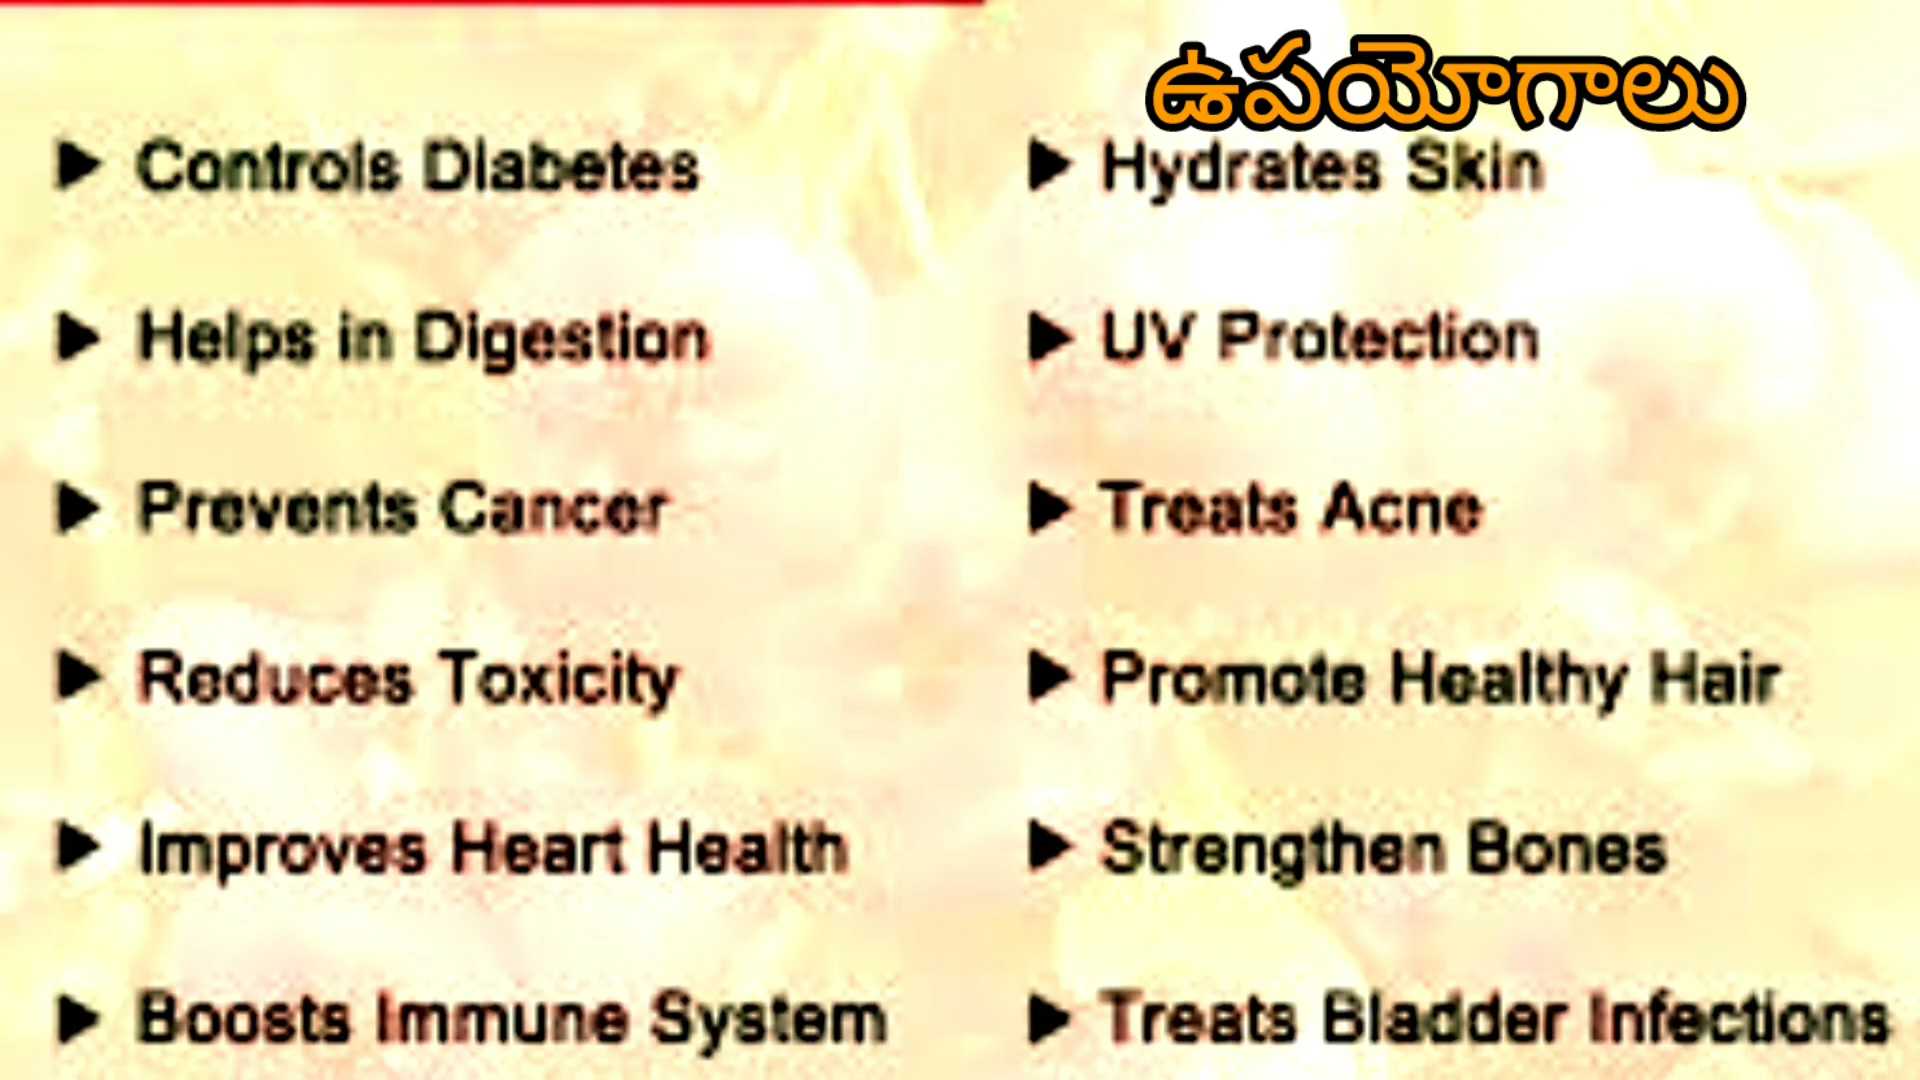 ఉపయోగాలు
Controls Diabetes
Helps in Digestion
Prevents Cancer
Reduces Toxicity
Improves Heart Health
Boosts Immune System
Hydrates Skin
UV Protection
Treats Acne
Promote Healthy Hair
Strengthen Bones
Treats Bladder Infections